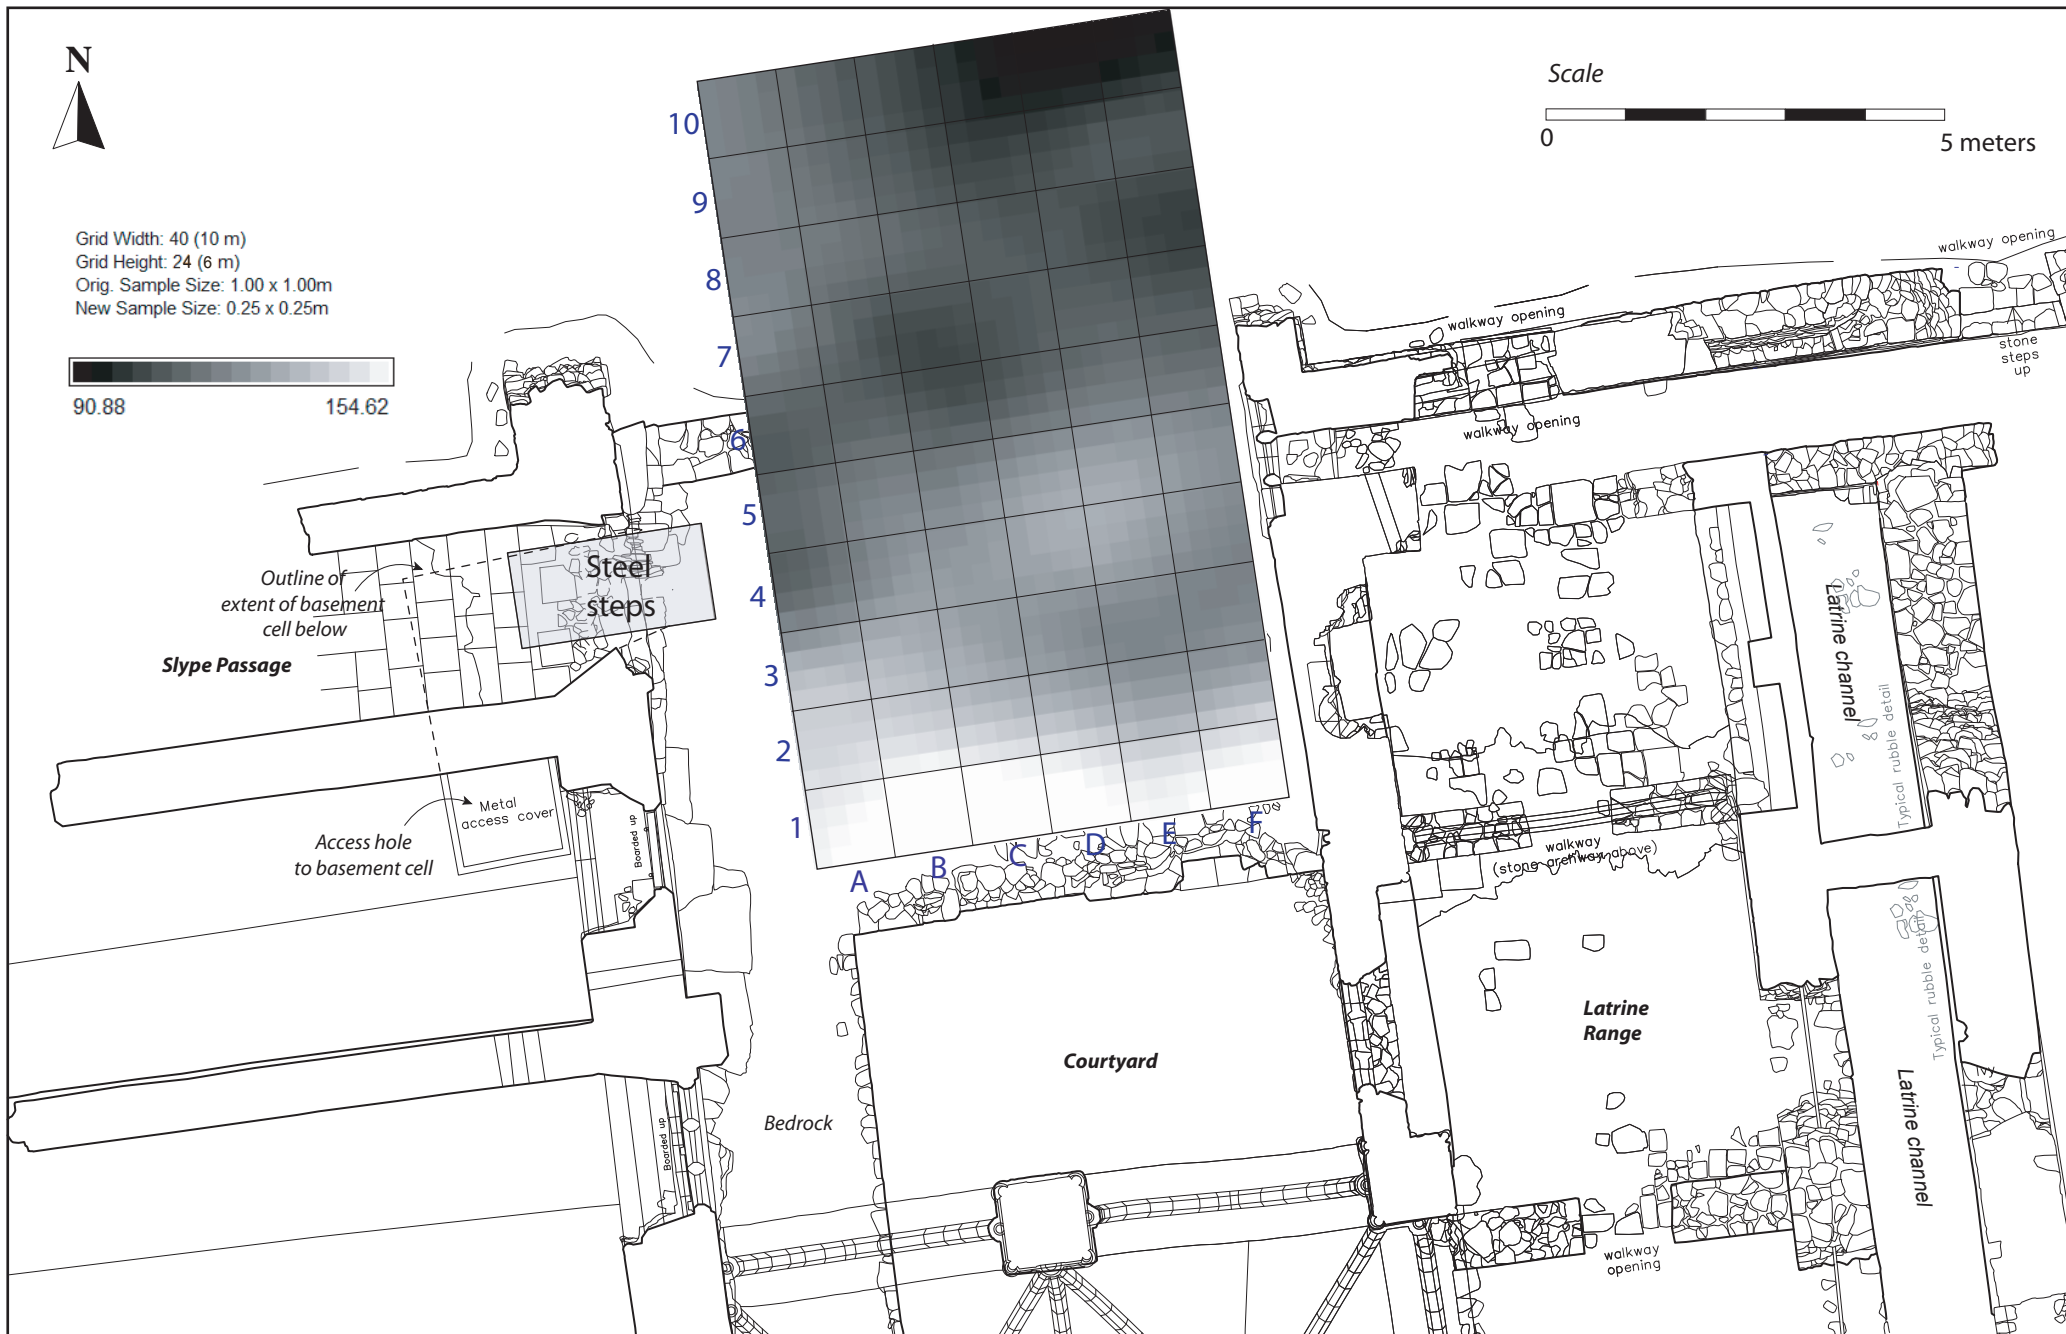 N
Scale
0
5 meters
Grid Width: 40 (10 m)
Grid Height: 24 (6 m)
Orig. Sample Size: 1.00 x 1.00m
New Sample Size: 0.25 x 0.25m
90.88
154.62
10
9
8
7
6
5
4
3
2
1
A
B
C
D
E
F
walkway opening
walkway opening
stone
steps
up
walkway opening
Outline of
extent of basement
cell below
Steel
steps
Slype Passage
Metal
access cover
Access hole
to basement cell
Boarded up
Latrine channel
Typical rubble detail
walkway
(stone archway above)
Typical rubble detail
Latrine
Range
Courtyard
Bedrock
Boarded up
Latrine channel
Ivy
walkway
opening